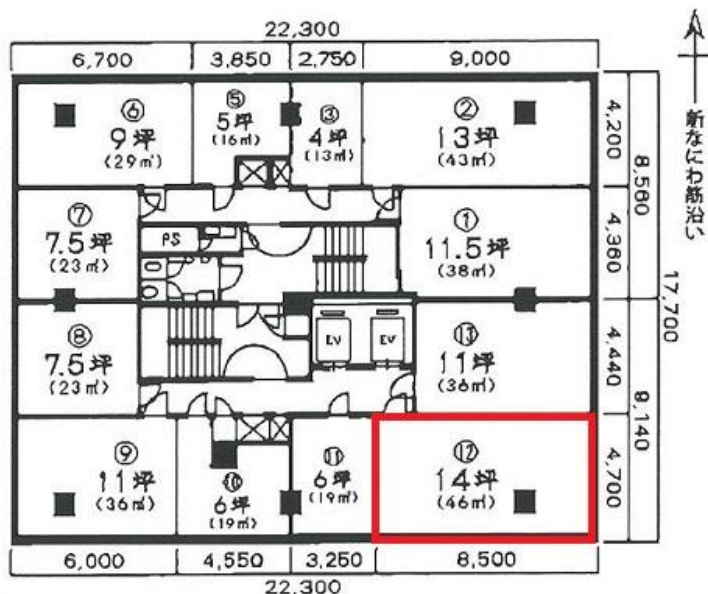 22,300
6,700
3,850
2,750
9,000
⑥
9坪
(29㎡)
⑤
5坪
(16㎡)
③
4坪
(13㎡)
②
13坪
(43㎡)
4,200
8,560
新なにわ筋沿い
⑦
7.5坪
(23㎡)
PS
①
11.5坪
(38㎡)
4,360
17,700
⑧
7.5坪
(23㎡)
EV
EV
⑬
11坪
(36㎡)
4,440
9,140
⑨
11坪
(36㎡)
⑩
6坪
(19㎡)
⑪
6坪
(19㎡)
⑫
14坪
(46㎡)
4,700
6,000
4,550
3,250
8,500
22,300